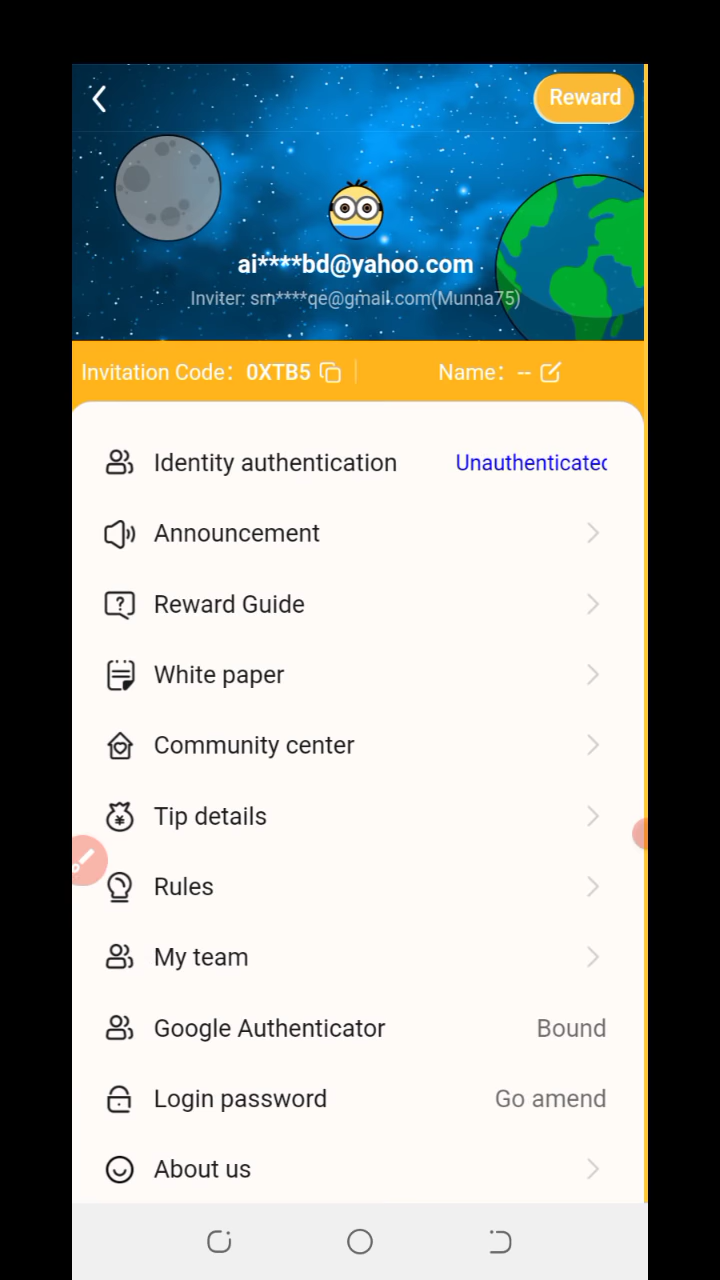 Reward
ai****bd@yahoo.com
Inviter: sm****qe@gmail.com(Munna75)
Invitation Code: 0XTB5 Name: --
Identity authentication Unauthenticated
Announcement
Reward Guide
White paper
Community center
Tip details
Rules
My team
Google Authenticator Bound
Login password Go amend
About us